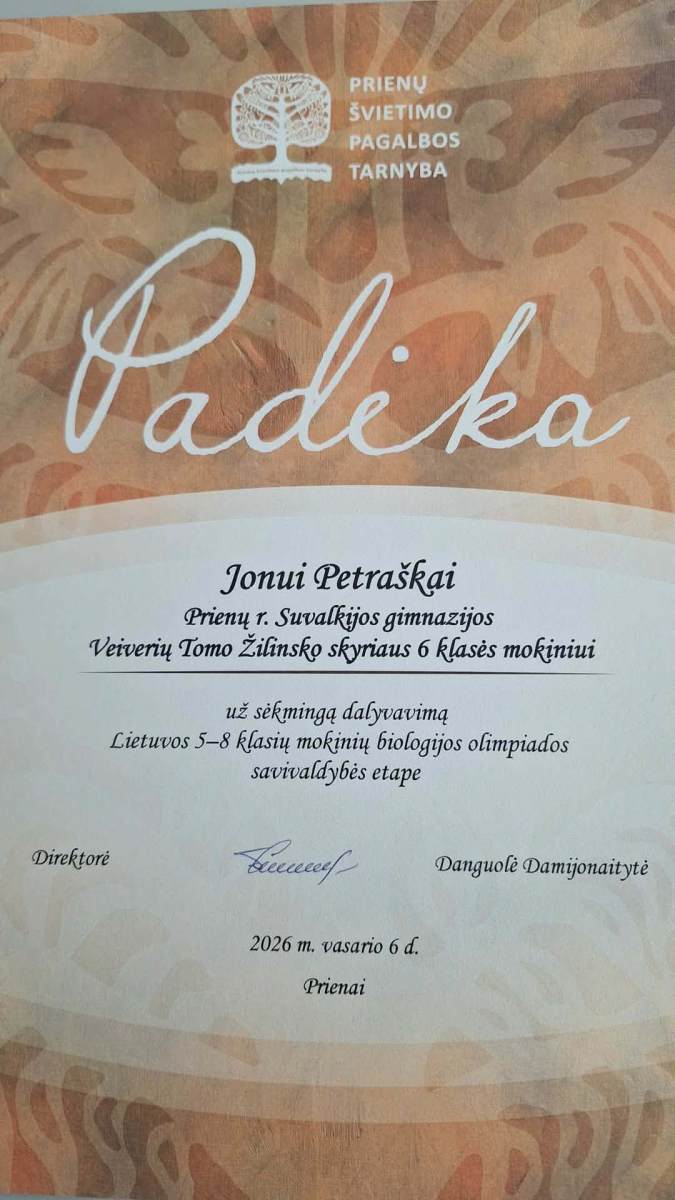 PRIENŲ
ŠVIETIMO
PAGALBOS
TARNYBA
Padėka
Jonui Petraškai
Prienų r. Suvalkijos gimnazijos
Veiverių Tomo Žilinsko skyriaus 6 klasės mokiniui
už sėkmingą dalyvavimą
Lietuvos 5–8 klasių mokinių biologijos olimpiados
savivaldybės etape
Direktorė Danguolė Damijonaitytė
2026 m. vasario 6 d.
Prienai